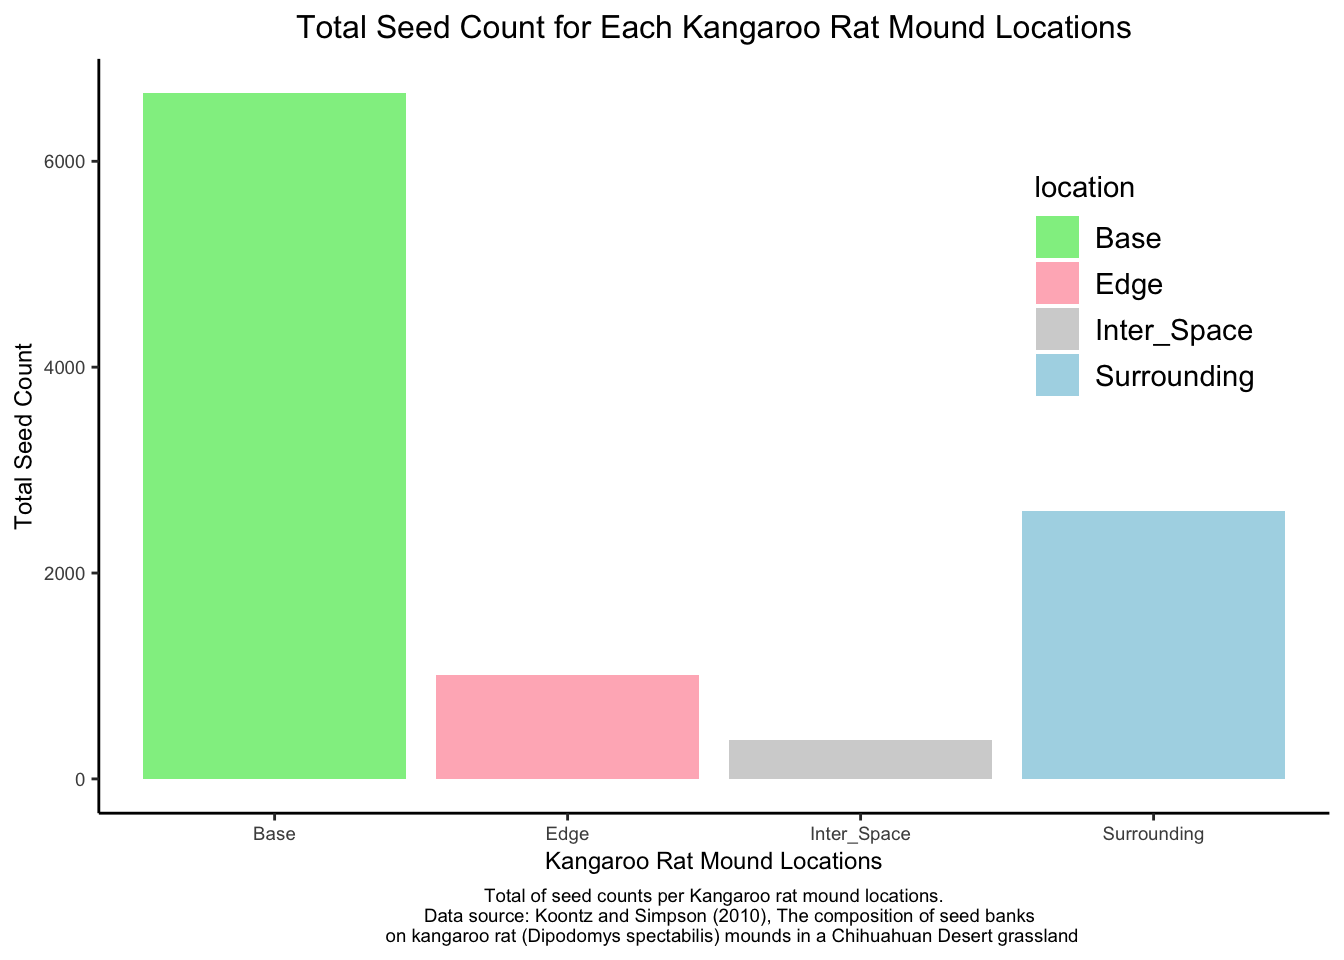 Total Seed Count for Each Kangaroo Rat Mound Locations
Total Seed Count
6000
4000
2000
0
location
Base
Edge
Inter_Space
Surrounding
Base
Edge
Inter_Space
Surrounding
Kangaroo Rat Mound Locations
Total of seed counts per Kangaroo rat mound locations.
Data source: Koontz and Simpson (2010), The composition of seed banks
on kangaroo rat (Dipodomys spectabilis) mounds in a Chihuahuan Desert grassland